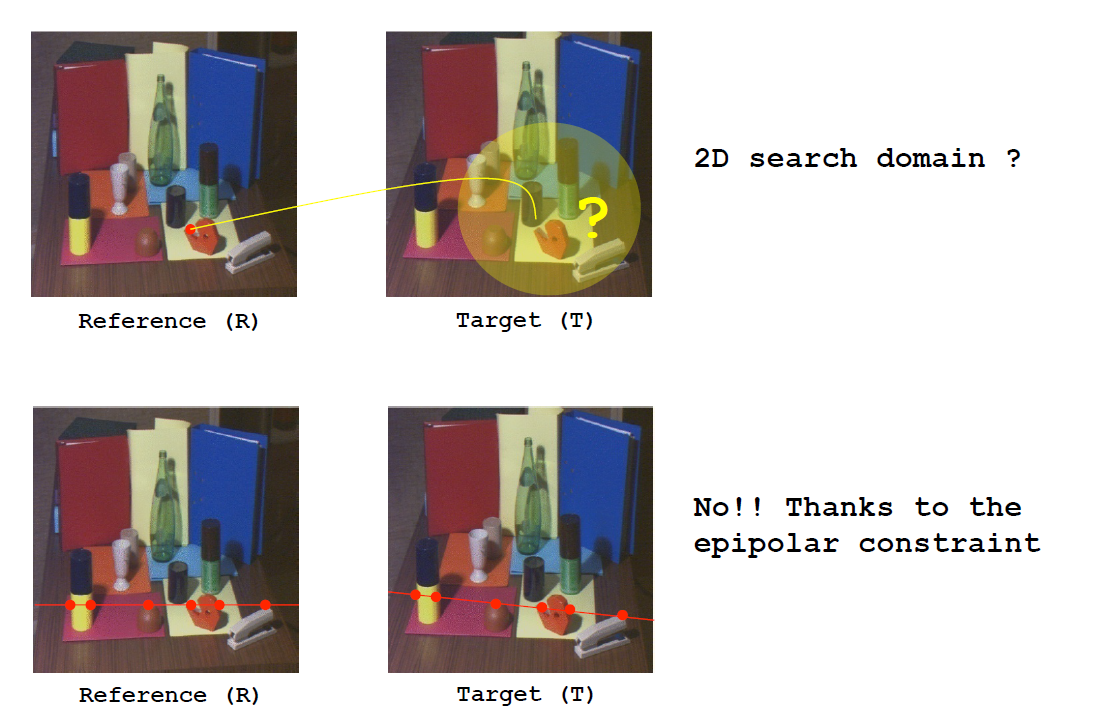 2D search domain ?
?
Reference (R)
Target (T)
No!! Thanks to the
epipolar constraint
Reference (R)
Target (T)